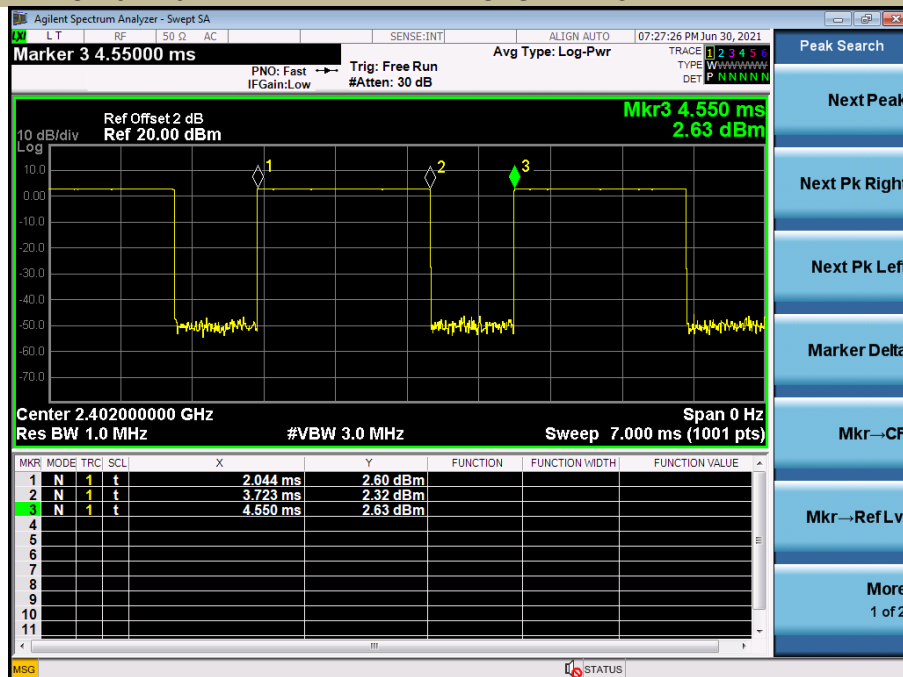 Agilent Spectrum Analyzer - Swept SA
LXI L T RF 50 Ω AC SENSE:INT ALIGN AUTO 07:27:26 PM Jun 30, 2021
Marker 3 4.55000 ms
PNO: Fast
IFGain:Low
Trig: Free Run
#Atten: 30 dB
Avg Type: Log-Pwr
TRACE 1 2 3 4 5 6
TYPE WWWWWWW
DET P N N N N N
Peak Search
Mkr3 4.550 ms
2.63 dBm
Ref Offset 2 dB
10 dB/div Ref 20.00 dBm
Log
10.0
0.00
-10.0
-20.0
-30.0
-40.0
-50.0
-60.0
-70.0
1
2
3
Center 2.402000000 GHz Span 0 Hz
Res BW 1.0 MHz #VBW 3.0 MHz Sweep 7.000 ms (1001 pts)
MKR MODE TRC SCL X Y FUNCTION FUNCTION WIDTH FUNCTION VALUE
1 N 1 t 2.044 ms 2.60 dBm
2 N 1 t 3.723 ms 2.32 dBm
3 N 1 t 4.550 ms 2.63 dBm
4
5
6
7
8
9
10
11
Next Peak
Next Pk Right
Next Pk Left
Marker Delta
Mkr→CF
Mkr→Ref Lv
More
1 of 2
MSG STATUS